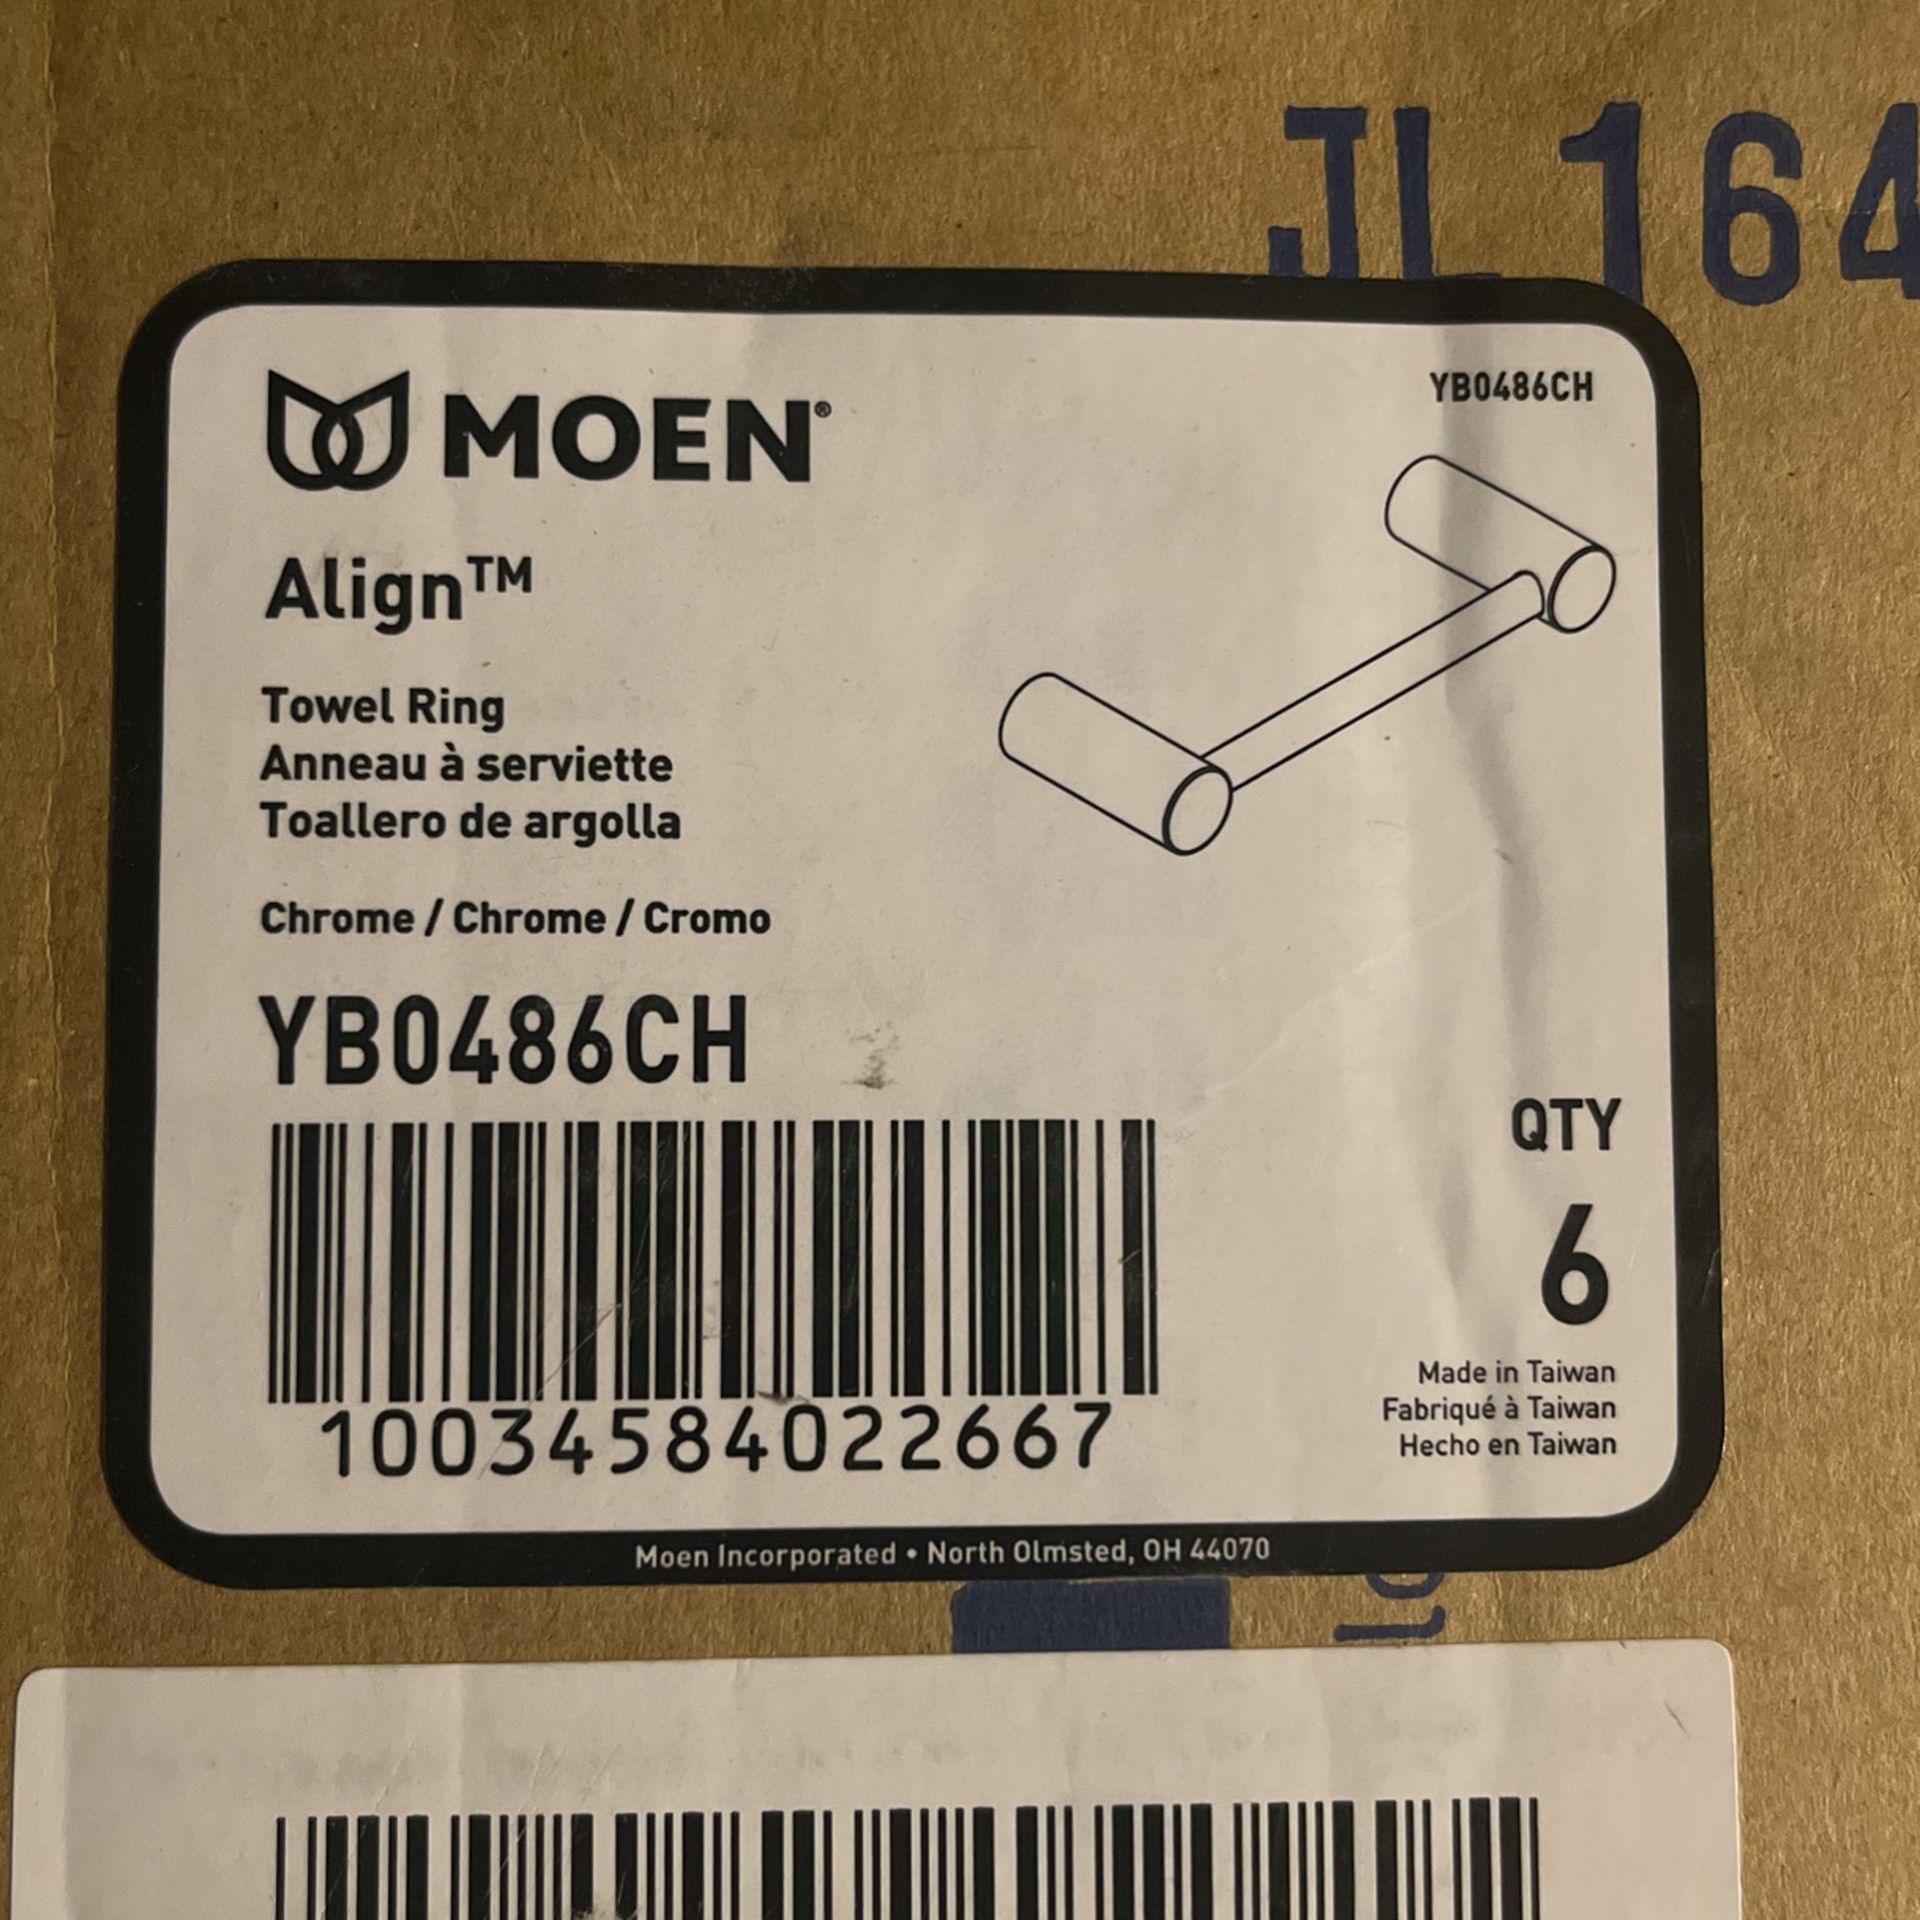 JL 164
MOEN®
YB0486CH
Align™
Towel Ring
Anneau à serviette
Toallero de argolla
Chrome / Chrome / Cromo
YB0486CH
QTY
6
10034584022667
Made in Taiwan
Fabriqué à Taiwan
Hecho en Taiwan
Moen Incorporated • North Olmsted, OH 44070